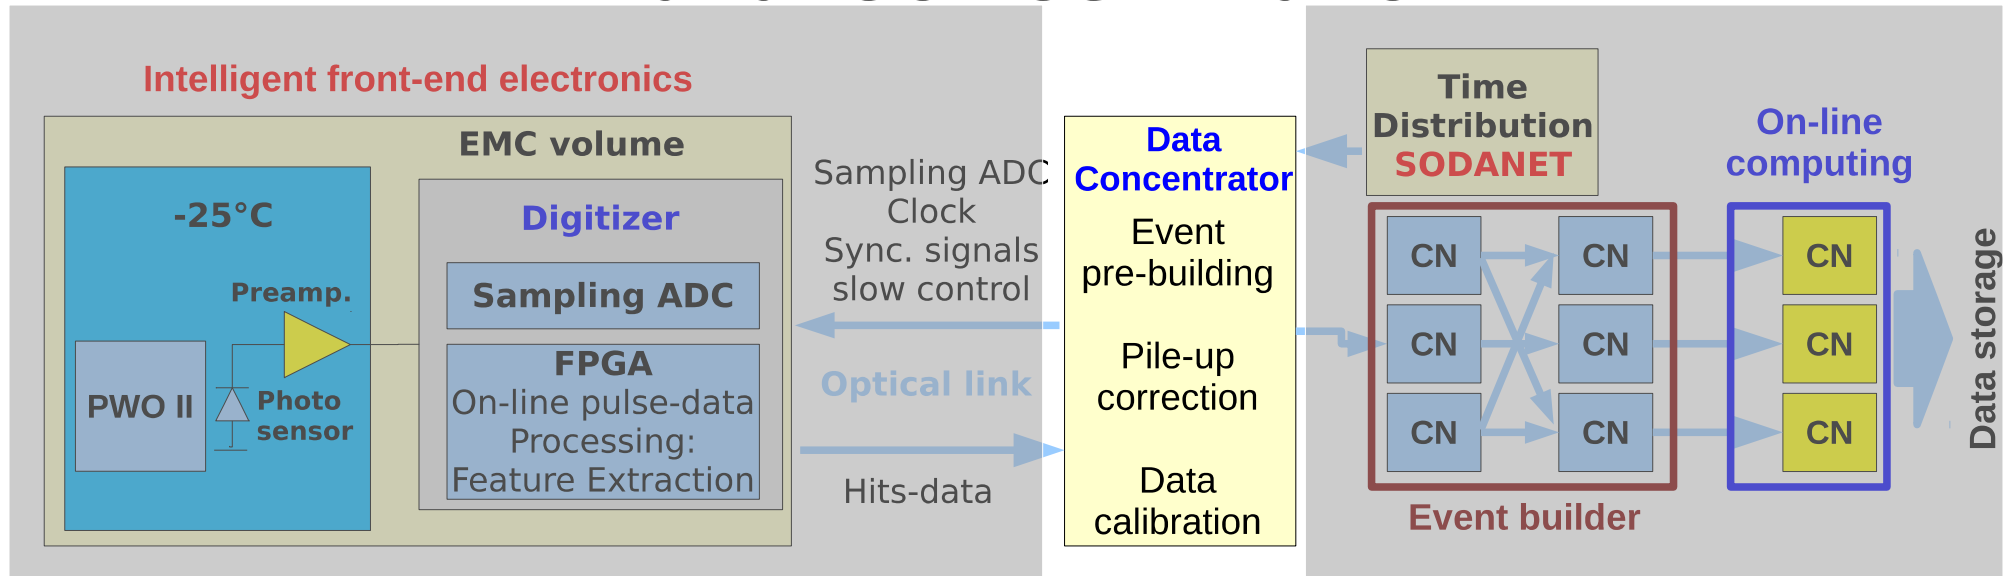 Intelligent front-end electronics
EMC volume
-25°C
Preamp.
PWO II
Photo
sensor
Digitizer
Sampling ADC
FPGA
On-line pulse-data
Processing:
Feature Extraction
Sampling ADC
Clock
Sync. signals
slow control
Optical link
Hits-data
Data
Concentrator
Event
pre-building
Pile-up
correction
Data
calibration
Time
Distribution
SODANET
CN CN
CN CN
CN CN
Event builder
On-line
computing
CN
CN
CN
Data storage